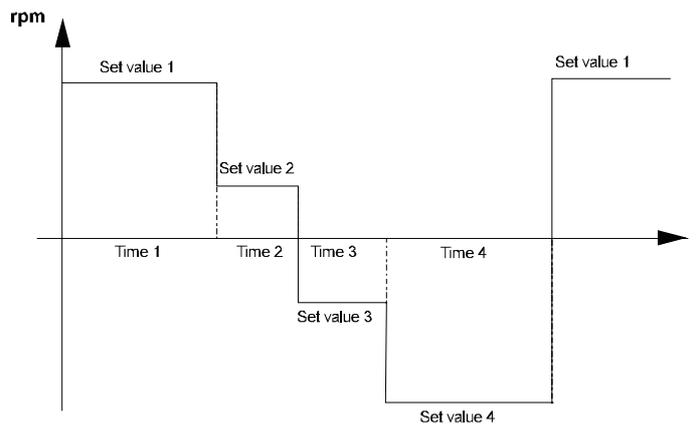 rpm
Set value 1
Set value 1
Set value 2
Time 1
Time 2
Time 3
Time 4
Set value 3
Set value 4